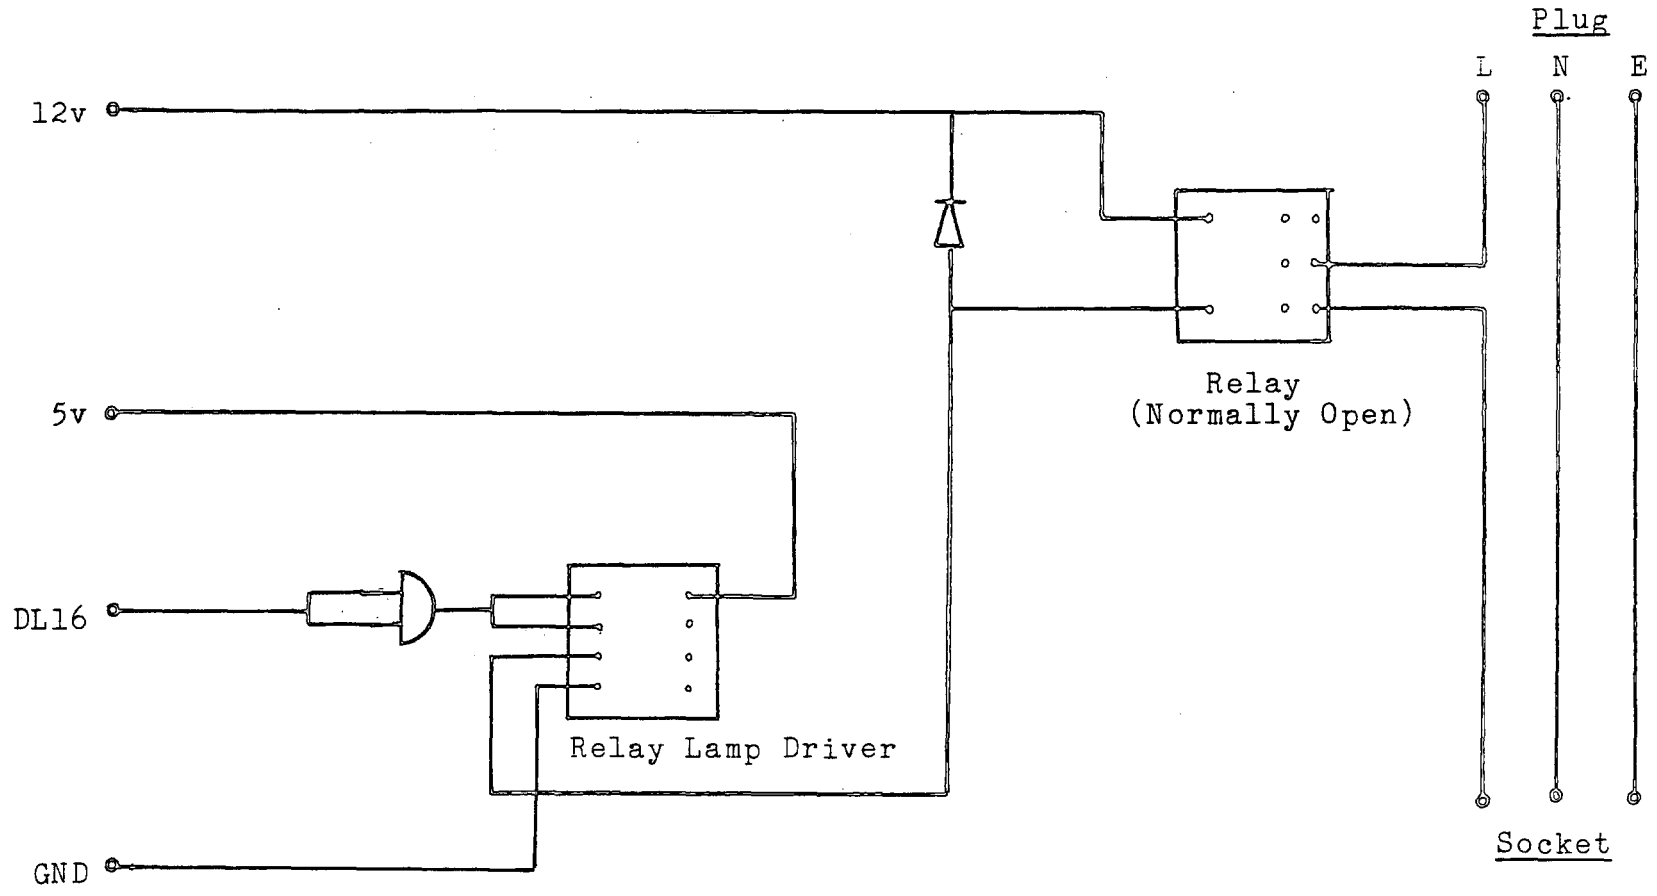 Plug
L N E
12v
Relay
(Normally Open)
5v
DL16
Relay Lamp Driver
Socket
GND